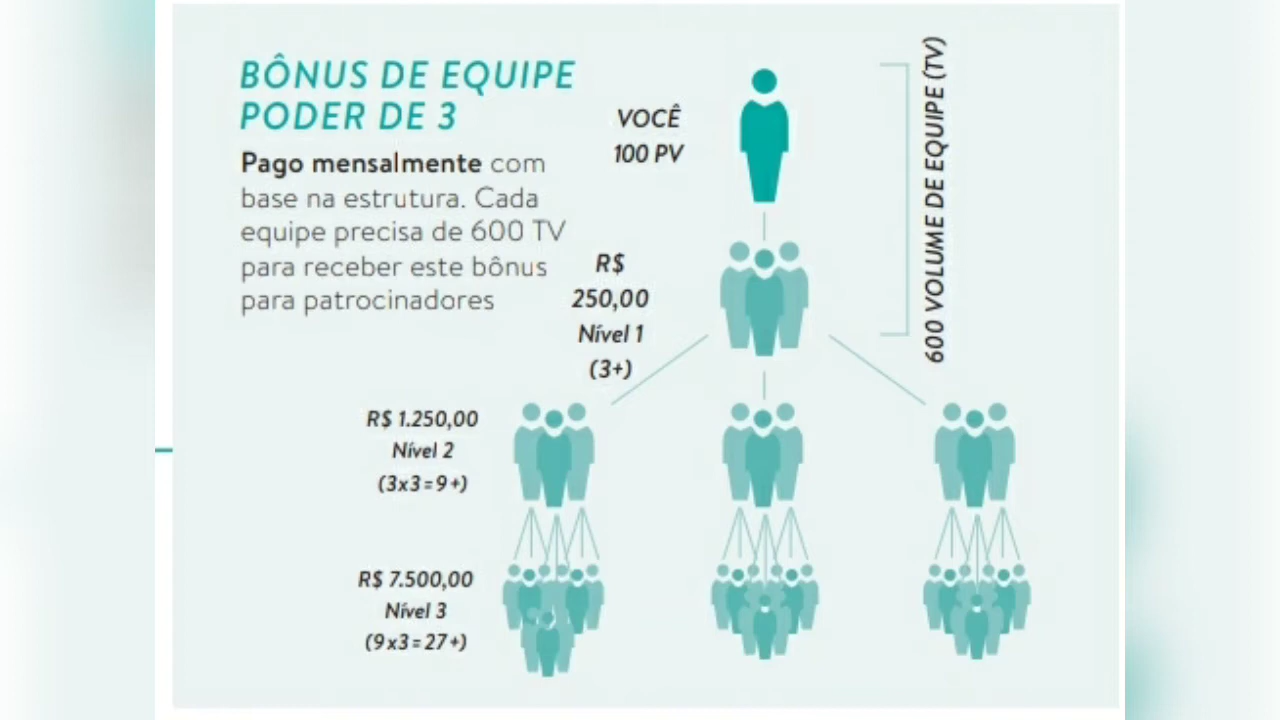 BÔNUS DE EQUIPE
PODER DE 3
Pago mensalmente com
base na estrutura. Cada
equipe precisa de 600 TV
para receber este bônus
para patrocinadores
VOCÊ
100 PV
600 VOLUME DE EQUIPE (TV)
R$
250,00
Nível 1
(3+)
R$ 1.250,00
Nível 2
(3x3=9+)
R$ 7.500,00
Nível 3
(9x3=27+)